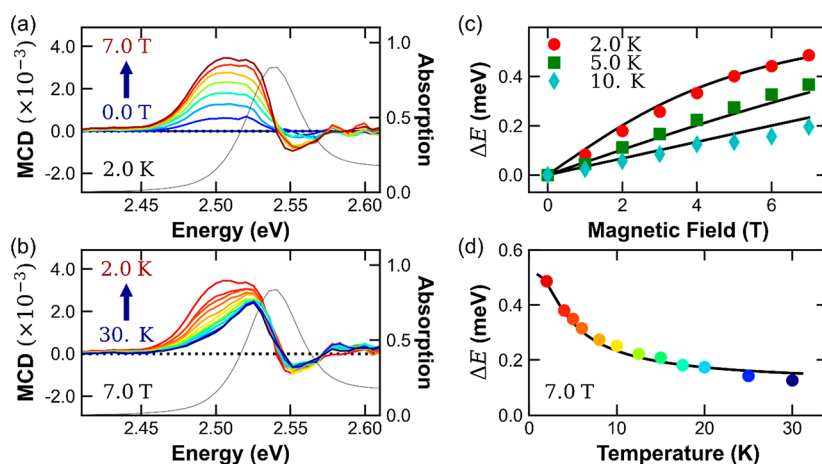 (a)
7.0 T
0.0T
2.0 K
4.0
2.0
0.0
-2.0
MCD (×10⁻³)
1.0
0.5
0.0
Absorption
2.45
2.50
2.55
2.60
Energy (eV)
(b)
2.0 K
30. K
7.0 T
4.0
2.0
0.0
-2.0
MCD (×10⁻³)
1.0
0.5
0.0
Absorption
2.45
2.50
2.55
2.60
Energy (eV)
(c)
2.0 K
5.0 K
10. K
0.4
0.2
0.0
ΔE (meV)
0
2
4
6
Magnetic Field (T)
(d)
0.6
0.4
0.2
0.0
ΔE (meV)
7.0 T
0
10
20
30
Temperature (K)